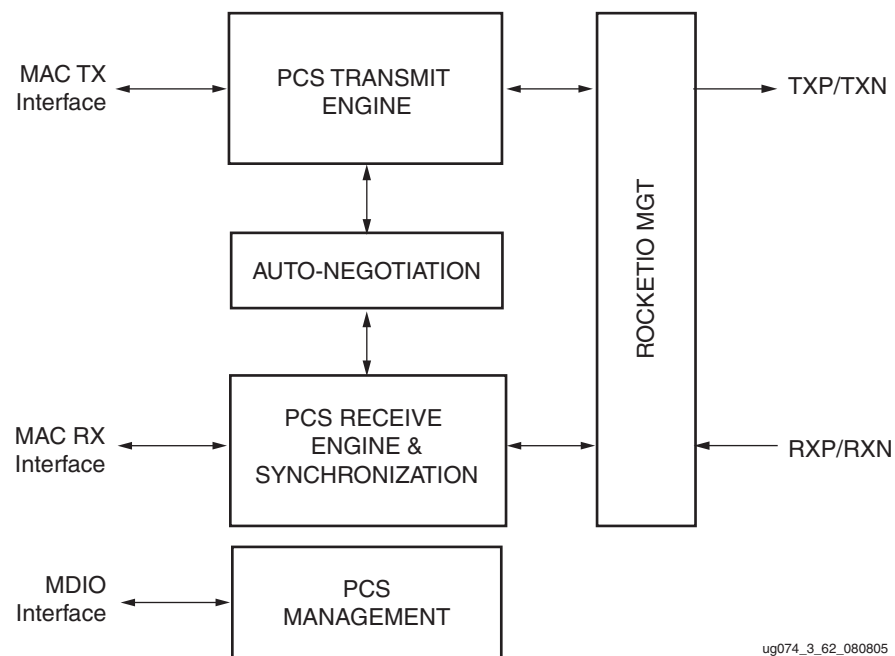 MAC TX
Interface
PCS TRANSMIT
ENGINE
TXP/TXN
AUTO-NEGOTIATION
ROCKETIO MGT
MAC RX
Interface
PCS RECEIVE
ENGINE &
SYNCHRONIZATION
RXP/RXN
MDIO
Interface
PCS
MANAGEMENT
ug074_3_62_080805